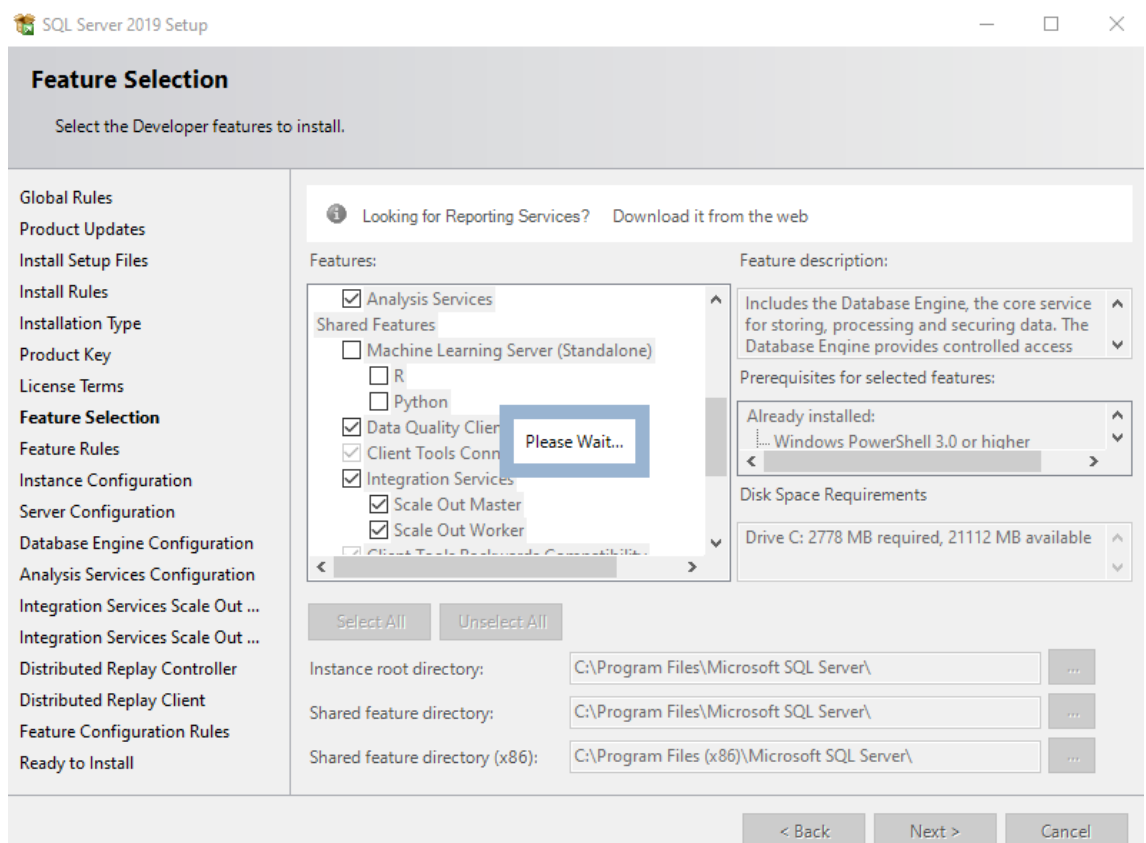 SQL Server 2019 Setup
Feature Selection
Select the Developer features to install.
Global Rules
Product Updates
Install Setup Files
Install Rules
Installation Type
Product Key
License Terms
Feature Selection
Feature Rules
Instance Configuration
Server Configuration
Database Engine Configuration
Analysis Services Configuration
Integration Services Scale Out ...
Integration Services Scale Out ...
Distributed Replay Controller
Distributed Replay Client
Feature Configuration Rules
Ready to Install
Looking for Reporting Services? Download it from the web
Features:
Analysis Services
Shared Features
Machine Learning Server (Standalone)
R
Python
Data Quality Clien
Client Tools Conn
Integration Services
Scale Out Master
Scale Out Worker
Client Tools Backwards Compatibility
Please Wait...
Feature description:
Includes the Database Engine, the core service
for storing, processing and securing data. The
Database Engine provides controlled access
Prerequisites for selected features:
Already installed:
Windows PowerShell 3.0 or higher
Disk Space Requirements
Drive C: 2778 MB required, 21112 MB available
Select All
Unselect All
Instance root directory:
C:\Program Files\Microsoft SQL Server\
...
Shared feature directory:
C:\Program Files\Microsoft SQL Server\
...
Shared feature directory (x86):
C:\Program Files (x86)\Microsoft SQL Server\
...
< Back
Next >
Cancel